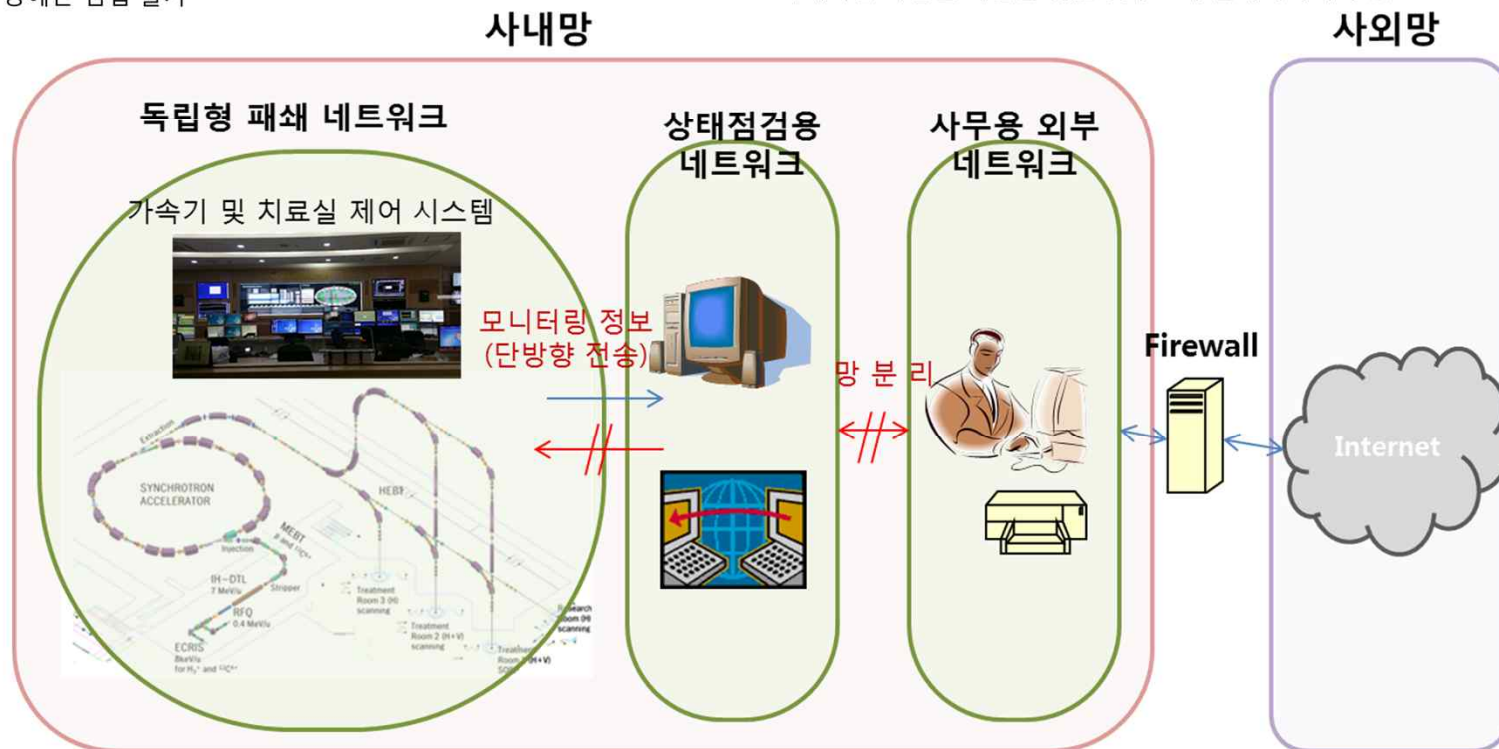 사내망
사외망
독립형 패쇄 네트워크
상태점검용
네트워크
사무용 외부
네트워크
가속기 및 치료실 제어 시스템
모니터링 정보
(단방향 전송)
망 분 리
Firewall
Internet
Extraction
SYNCHROTRON
ACCELERATOR
HEBT
MEBT
Injection
IH-DTL
7 MeV/u
Stripper
RFQ
0.4 MeV/u
ECRIS
Treatment
Room 3 (H)
scanning
Treatment
Room 2 (H+V)
scanning
Treatment
Room (H+V)
Research
Room (H)
scanning